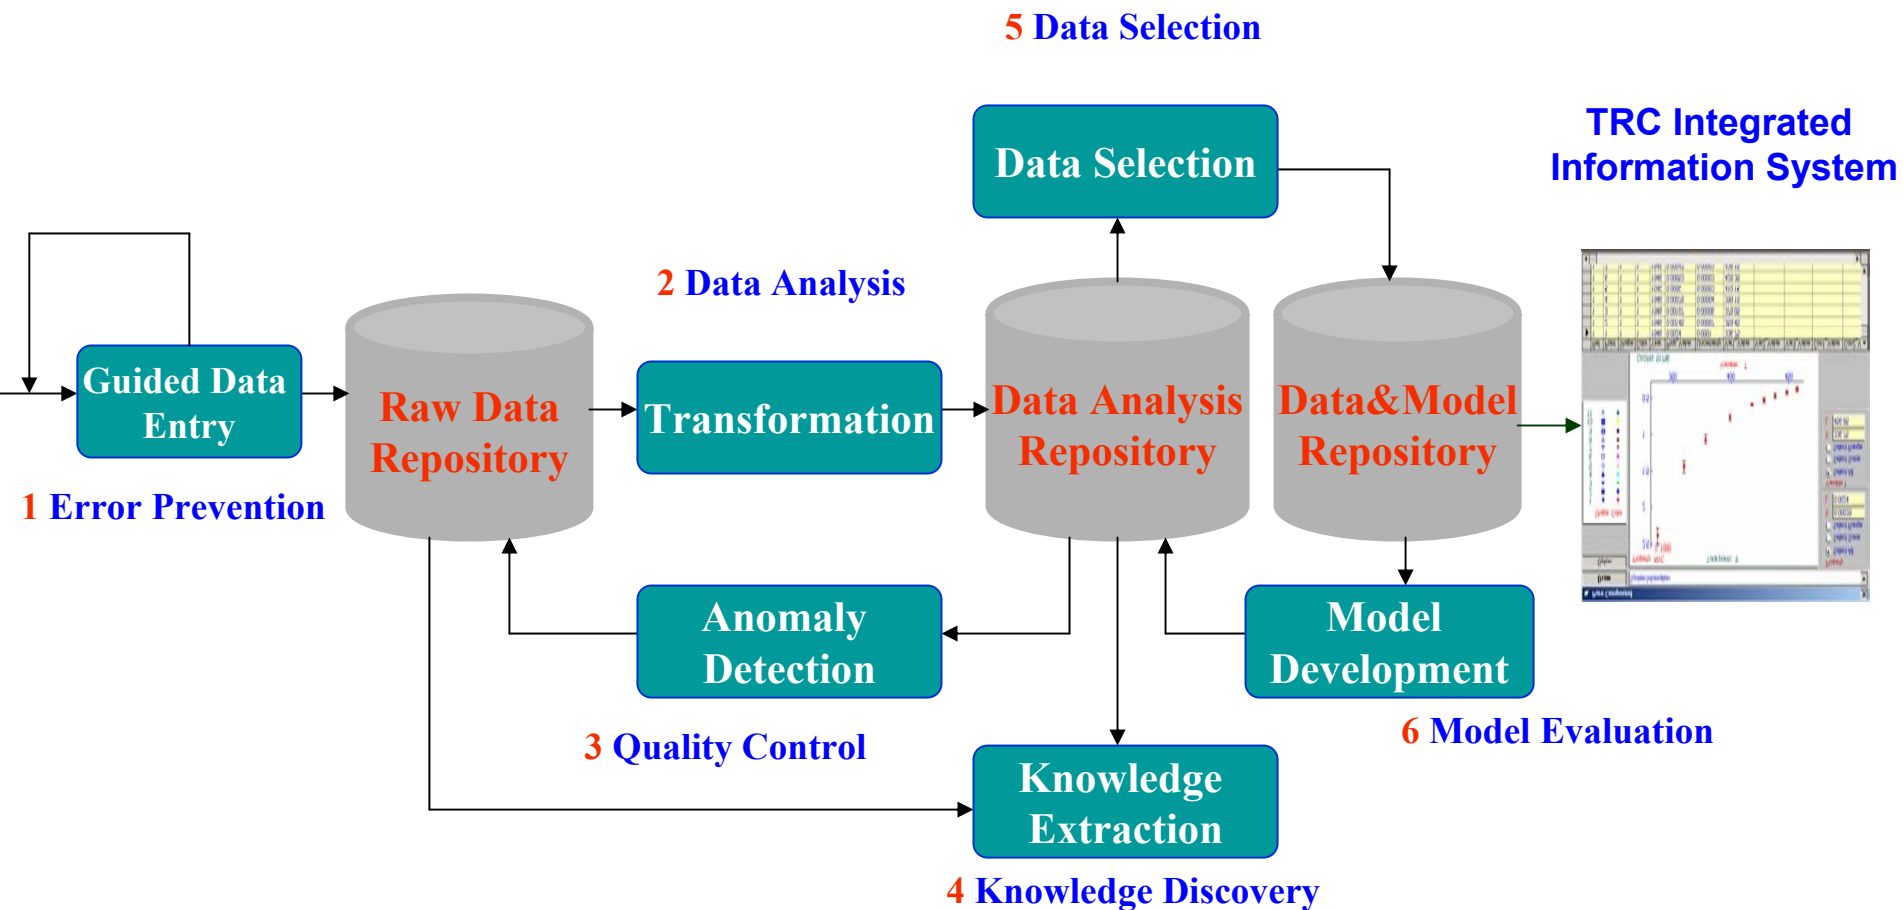 5 Data Selection
Data Selection
TRC Integrated
Information System
2 Data Analysis
Guided Data
Entry
Raw Data
Repository
Transformation
Data Analysis
Repository
Data&Model
Repository
1 Error Prevention
Anomaly
Detection
Model
Development
3 Quality Control
6 Model Evaluation
Knowledge
Extraction
4 Knowledge Discovery